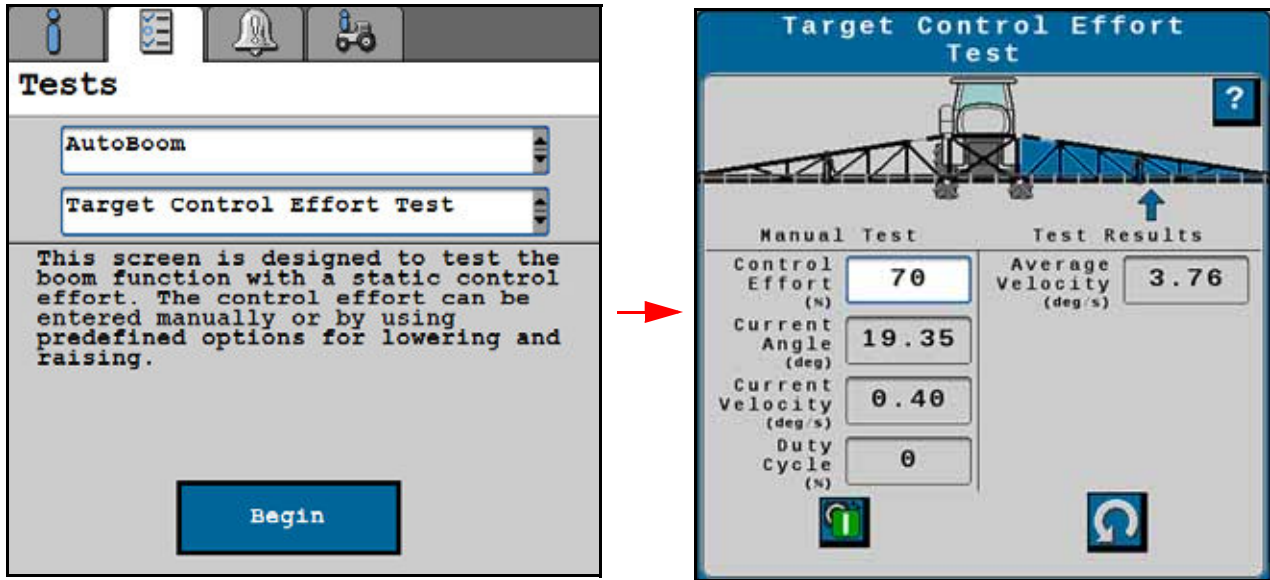 Tests
AutoBoom
Target Control Effort Test
This screen is designed to test the
boom function with a static control
effort. The control effort can be
entered manually or by using
predefined options for lowering and
raising.
Begin
Target Control Effort
Test
?
Manual Test
Control
Effort
(%)
70
Current
Angle
(deg)
19.35
Current
Velocity
(deg/s)
0.40
Duty
Cycle
(%)
0
Test Results
Average
Velocity
(deg/s)
3.76